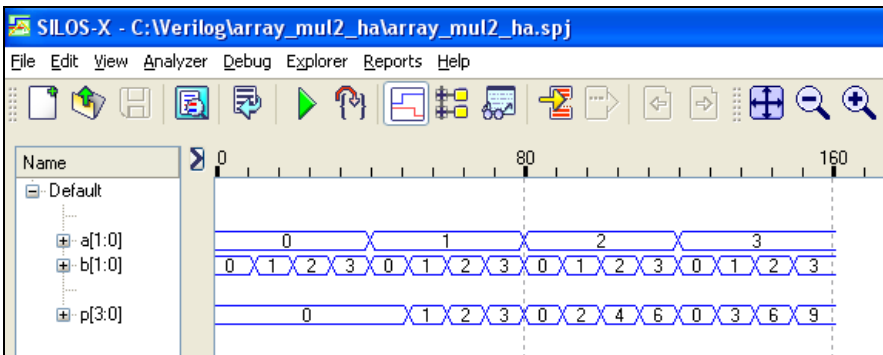 SILOS-X - C:\Verilog\array_mul2_ha\array_mul2_ha.spj
File Edit View Analyzer Debug Explorer Reports Help
Name 0 80 160
Default
a[1:0] 0 1 2 3
b[1:0] 0 1 2 3 0 1 2 3 0 1 2 3 0 1 2 3
p[3:0] 0 1 2 3 0 2 4 6 0 3 6 9